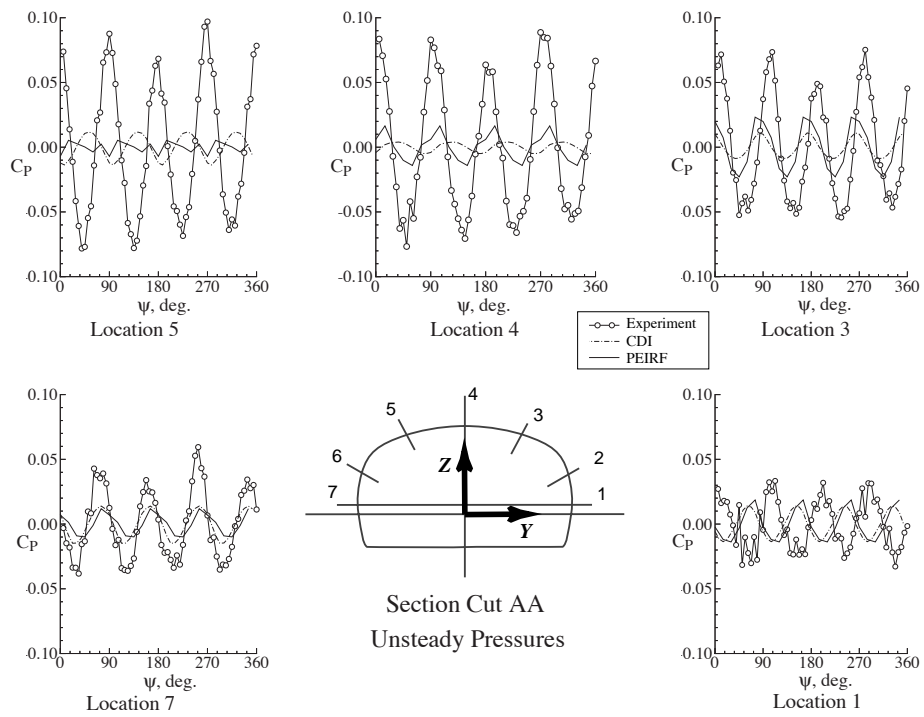 0.10
0.05
0.00
C_P
-0.05
-0.10
0 90 180 270 360
ψ, deg.
Location 5
0.10
0.05
0.00
C_P
-0.05
-0.10
0 90 180 270 360
ψ, deg.
Location 4
0.10
0.05
0.00
C_P
-0.05
-0.10
0 90 180 270 360
ψ, deg.
Location 3
Experiment
CDI
PEIRF
0.10
0.05
0.00
C_P
-0.05
-0.10
0 90 180 270 360
ψ, deg.
Location 7
4
5
3
6
2
7
1
Z
Y
Section Cut AA
Unsteady Pressures
0.10
0.05
0.00
C_P
-0.05
-0.10
0 90 180 270 360
ψ, deg.
Location 1